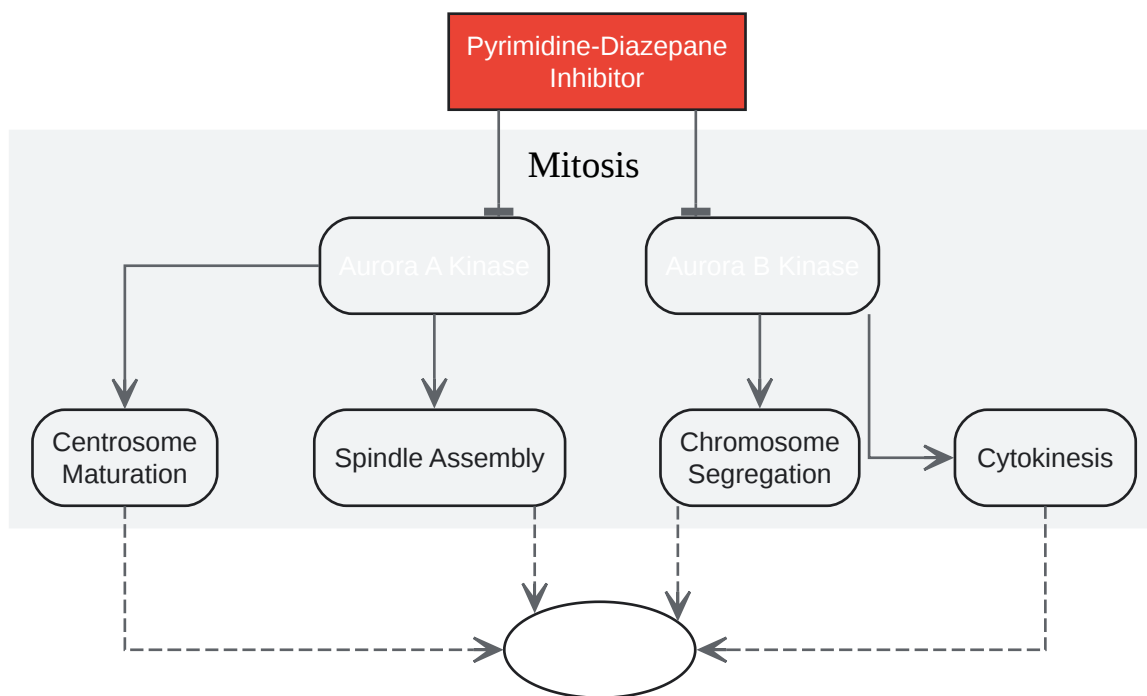 Pyrimidine-Diazepane
Inhibitor
Mitosis
Aurora A Kinase
Aurora B Kinase
Centrosome
Maturation
Spindle Assembly
Chromosome
Segregation
Cytokinesis